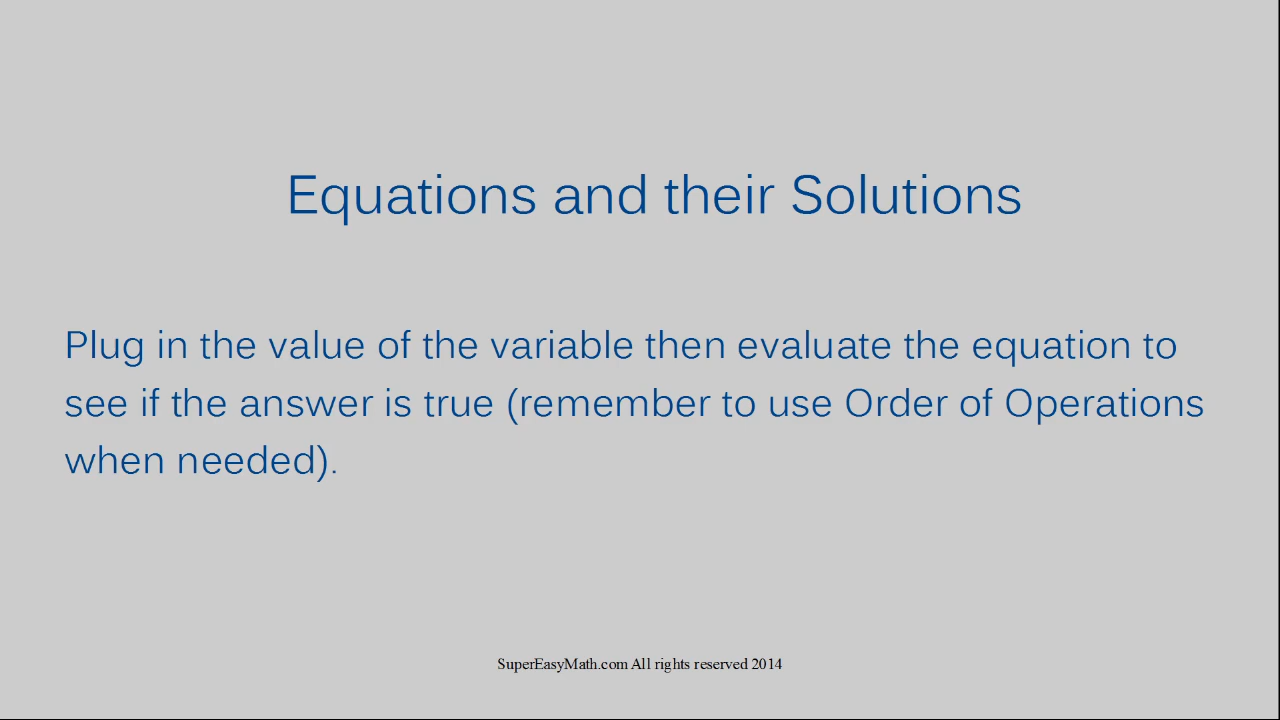 Equations and their Solutions
Plug in the value of the variable then evaluate the equation to
see if the answer is true (remember to use Order of Operations
when needed).
SuperEasyMath.com All rights reserved 2014